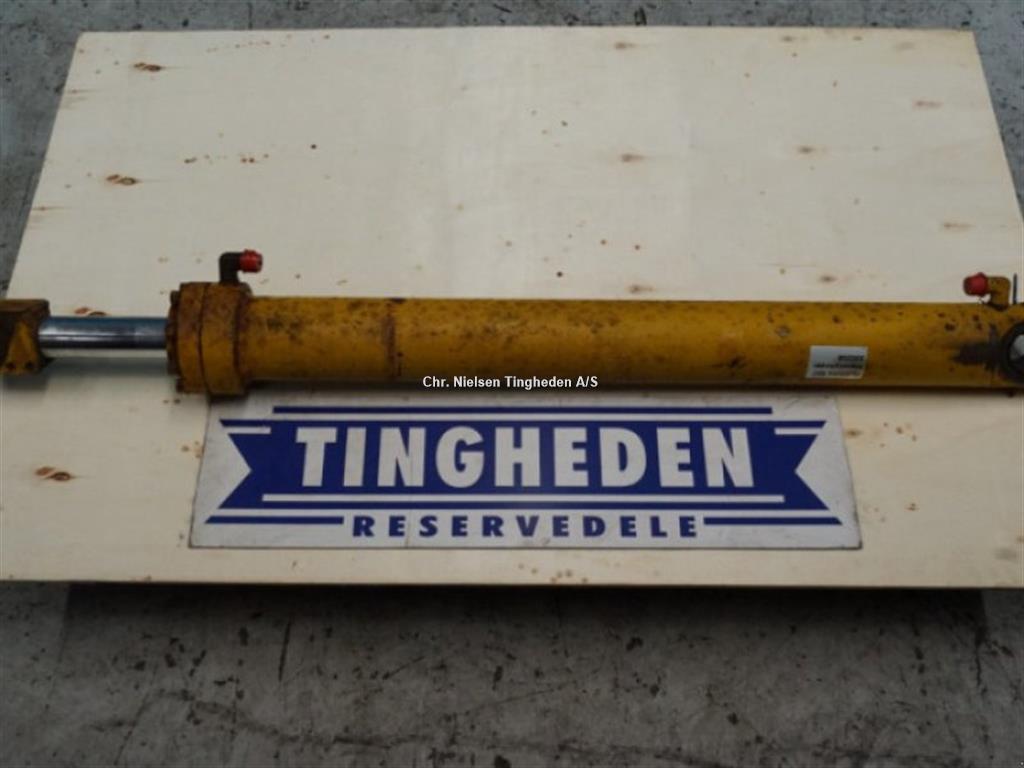 Chr. Nielsen Tingheden A/S
TINGHEDEN
RESERVEDELE